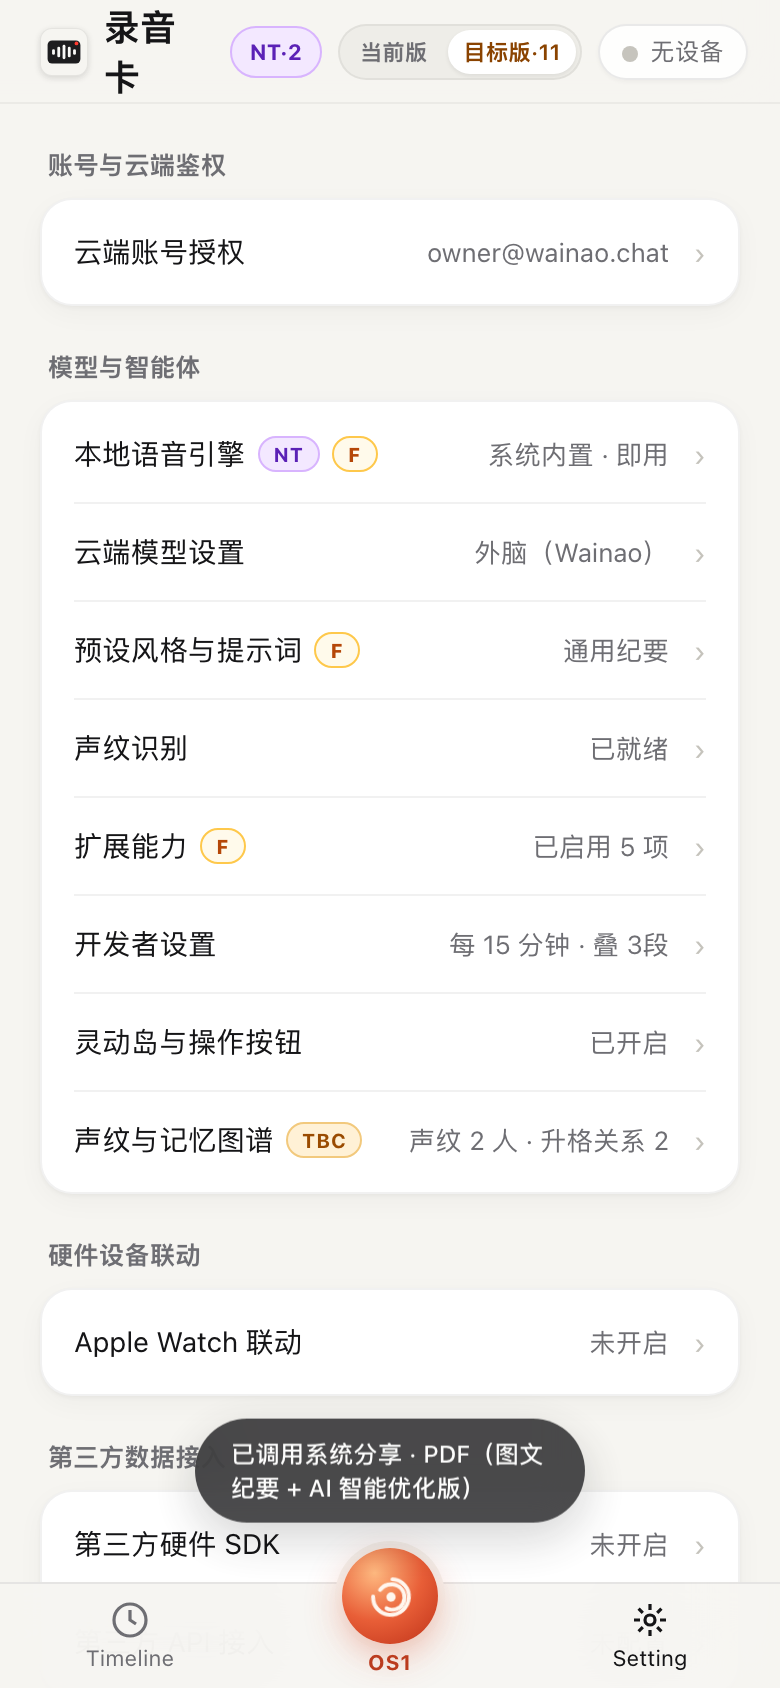 录音卡
NT·2
当前版
目标版·11
无设备
账号与云端鉴权
云端账号授权 owner@wainao.chat
模型与智能体
本地语音引擎 NT F 系统内置 · 即用
云端模型设置 外脑（Wainao）
预设风格与提示词 F 通用纪要
声纹识别 已就绪
扩展能力 F 已启用 5 项
开发者设置 每 15 分钟 · 叠 3段
灵动岛与操作按钮 已开启
声纹与记忆图谱 TBC 声纹 2 人 · 升格关系 2
硬件设备联动
Apple Watch 联动 未开启
第三方数据接入
已调用系统分享 · PDF（图文
纪要 + AI 智能优化版）
第三方硬件 SDK 未开启
第三方 API 接入
Timeline
OS1
Setting